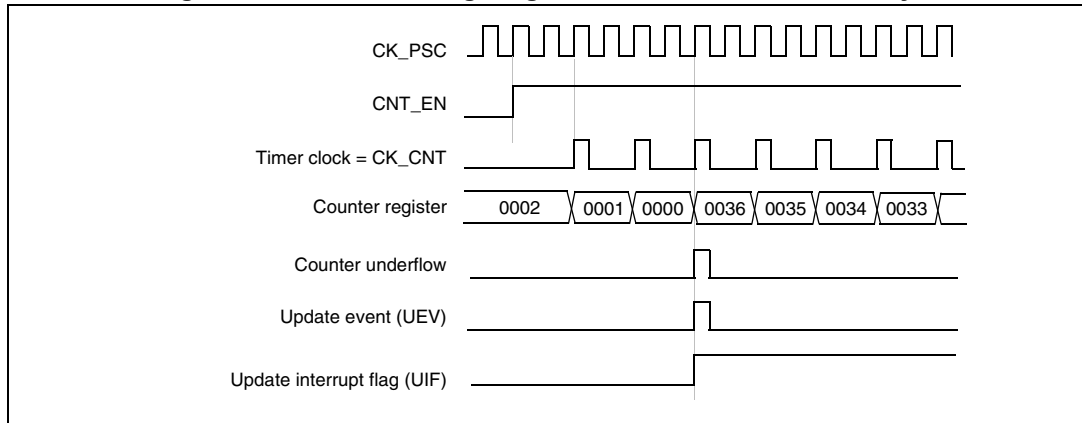 CK_PSC
CNT_EN
Timer clock = CK_CNT
Counter register 0002 0001 0000 0036 0035 0034 0033
Counter underflow
Update event (UEV)
Update interrupt flag (UIF)